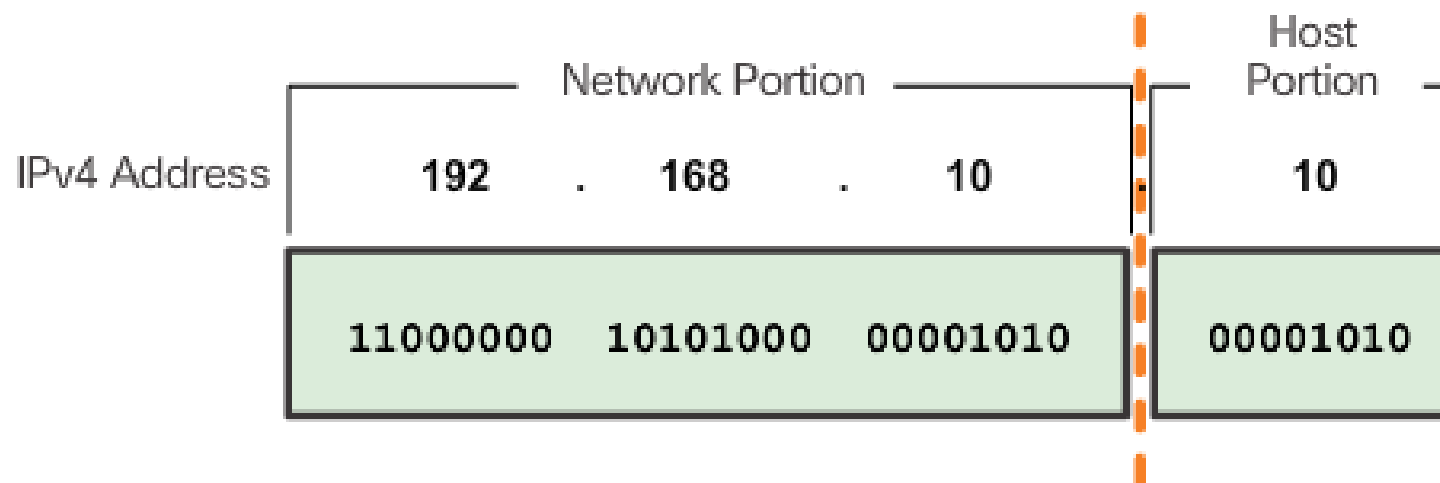 Host
Network Portion Portion
IPv4 Address 192 . 168 . 10 . 10
11000000 10101000 00001010 00001010